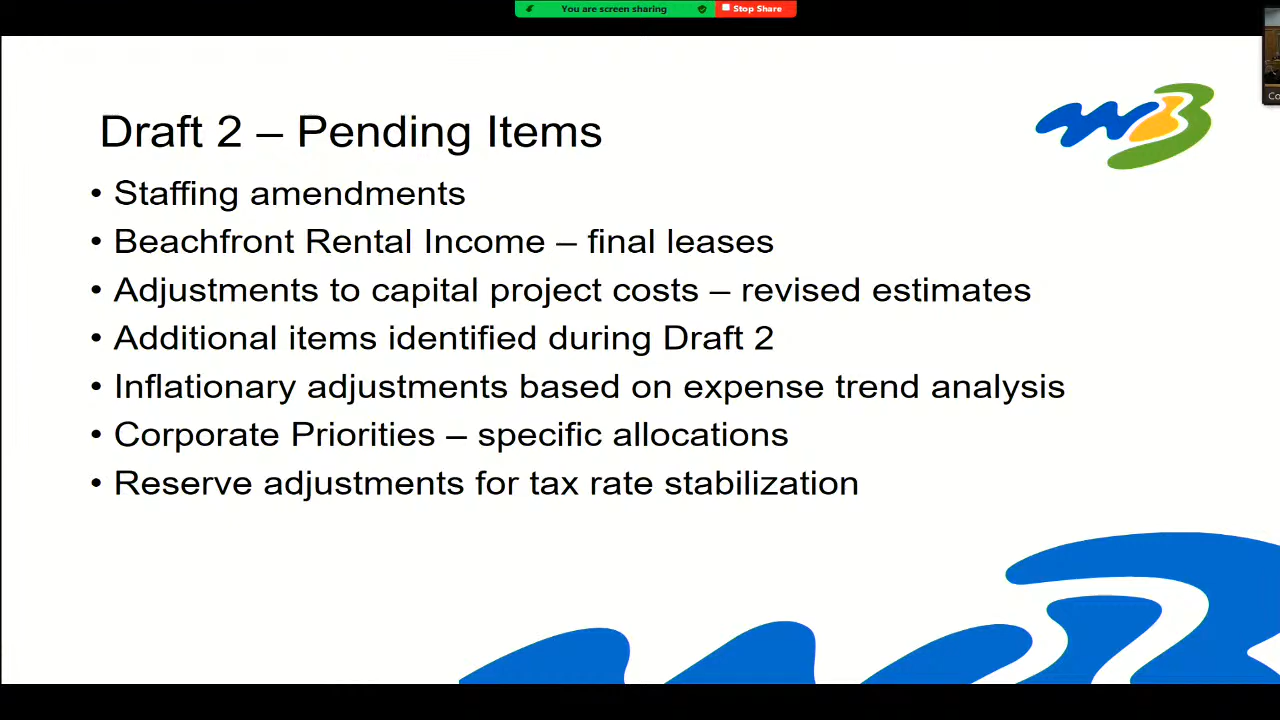 You are screen sharing
Stop Share
Draft 2 – Pending Items
• Staffing amendments
• Beachfront Rental Income – final leases
• Adjustments to capital project costs – revised estimates
• Additional items identified during Draft 2
• Inflationary adjustments based on expense trend analysis
• Corporate Priorities – specific allocations
• Reserve adjustments for tax rate stabilization